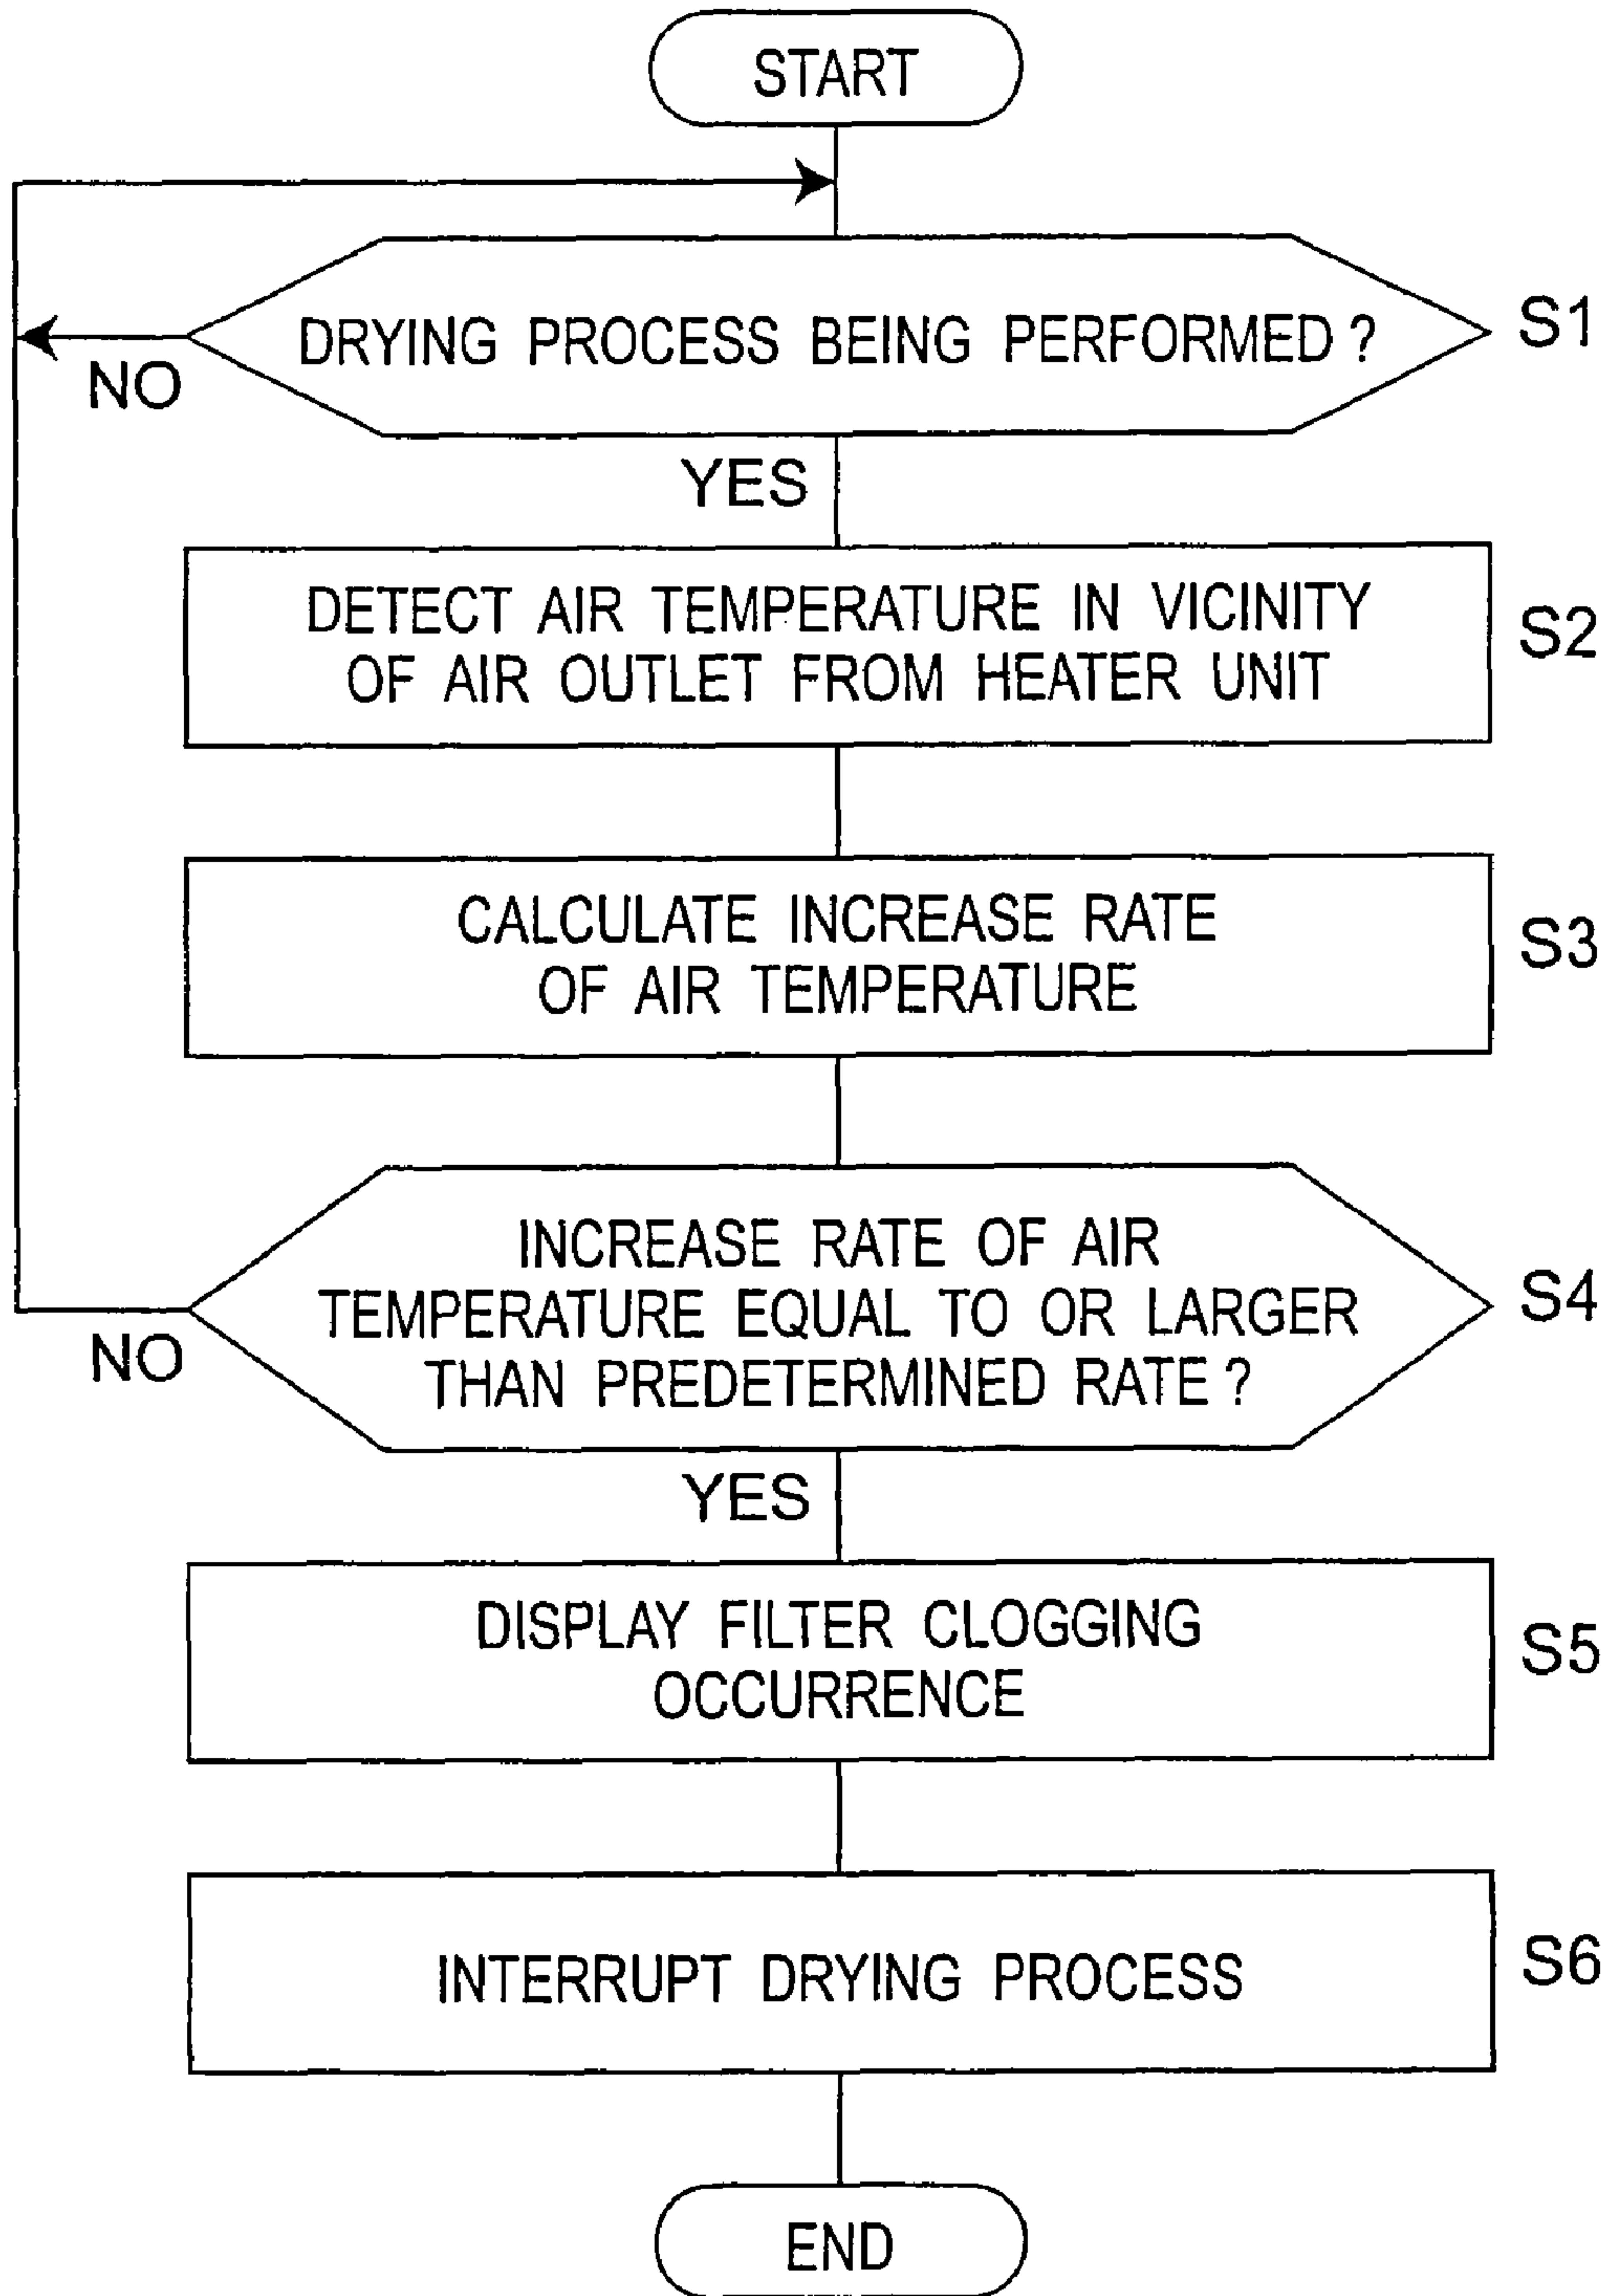 START
DRYING PROCESS BEING PERFORMED ?
S1
NO
YES
DETECT AIR TEMPERATURE IN VICINITY
OF AIR OUTLET FROM HEATER UNIT
S2
CALCULATE INCREASE RATE
OF AIR TEMPERATURE
S3
INCREASE RATE OF AIR
TEMPERATURE EQUAL TO OR LARGER
THAN PREDETERMINED RATE ?
S4
NO
YES
DISPLAY FILTER CLOGGING
OCCURRENCE
S5
INTERRUPT DRYING PROCESS
S6
END